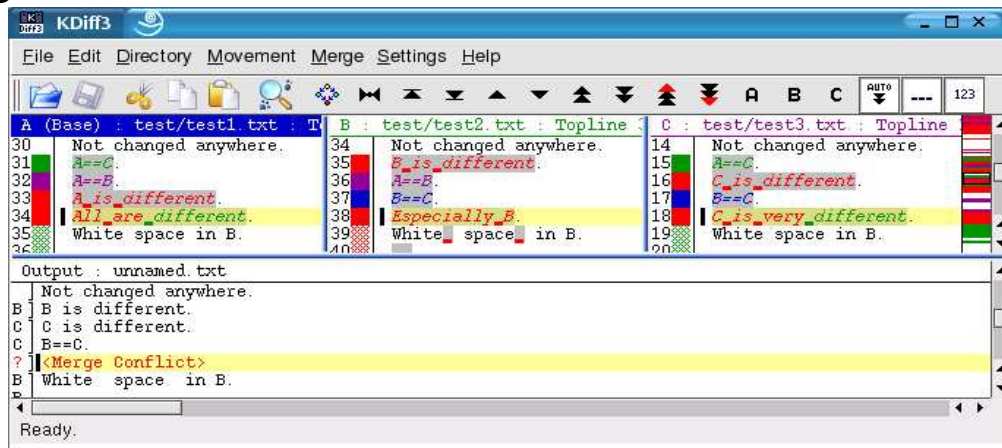 KDiff3
File Edit Directory Movement Merge Settings Help
A B C AUTO --- 123
A (Base) : test/test1.txt : T
30 Not changed anywhere.
31 A==C.
32 A==B.
33 A is different.
34 All are different.
35 White space in B.
36
B : test/test2.txt : Topline
34 Not changed anywhere.
35 B is different.
36 A==B.
37 B==C.
38 Especially B.
39 White space in B.
40
C : test/test3.txt : Topline
14 Not changed anywhere.
15 A==C.
16 C is different.
17 B==C.
18 C is very different.
19 White space in B.
20
Output : unnamed.txt
Not changed anywhere.
B B is different.
C C is different.
C B==C.
? <Merge Conflict>
B White space in B.
B
Ready.